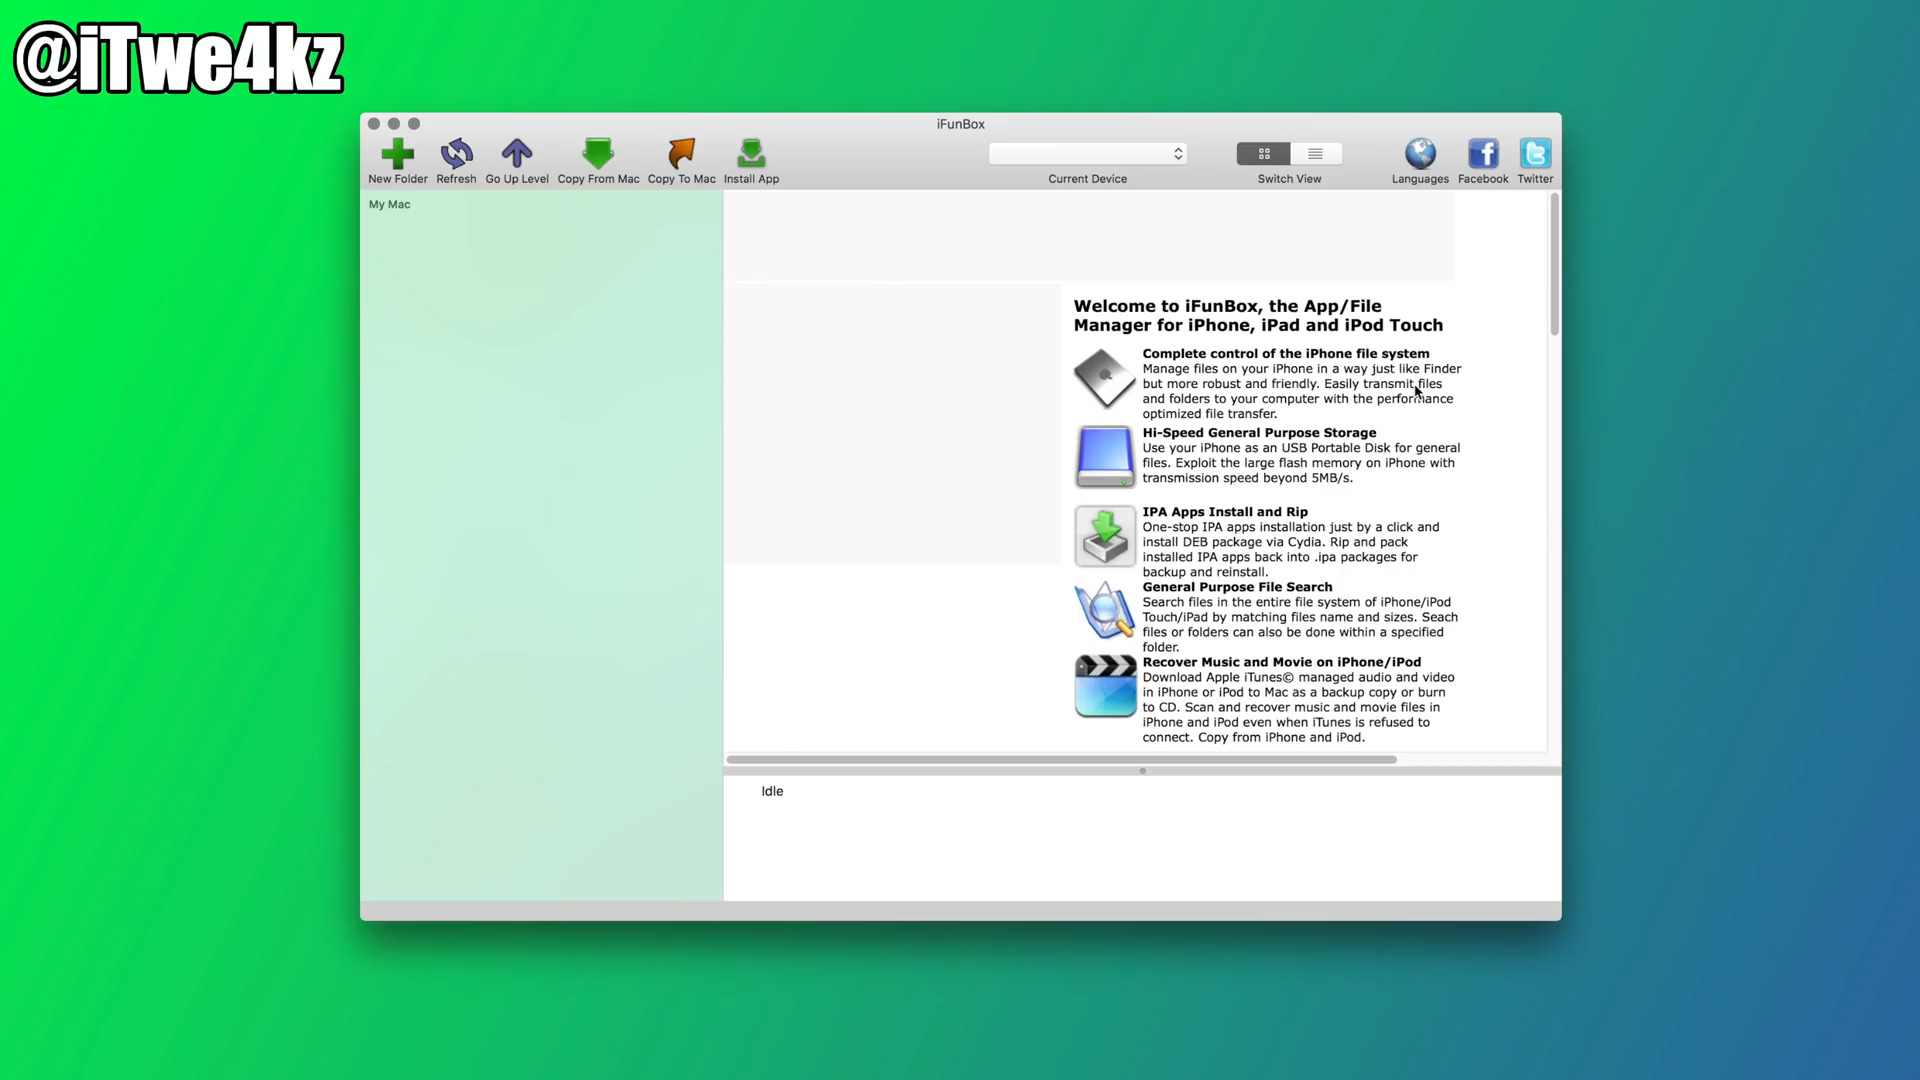 @iTwe4kz
iFunBox
New Folder
Refresh
Go Up Level
Copy From Mac
Copy To Mac
Install App
Current Device
Switch View
Languages
Facebook
Twitter
My Mac
Welcome to iFunBox, the App/File
Manager for iPhone, iPad and iPod Touch
Complete control of the iPhone file system
Manage files on your iPhone in a way just like Finder
but more robust and friendly. Easily transmit files
and folders to your computer with the performance
optimized file transfer.
Hi-Speed General Purpose Storage
Use your iPhone as an USB Portable Disk for general
files. Exploit the large flash memory on iPhone with
transmission speed beyond 5MB/s.
IPA Apps Install and Rip
One-stop IPA apps installation just by a click and
install DEB package via Cydia. Rip and pack
installed IPA apps back into .ipa packages for
backup and reinstall.
General Purpose File Search
Search files in the entire file system of iPhone/iPod
Touch/iPad by matching files name and sizes. Seach
files or folders can also be done within a specified
folder.
Recover Music and Movie on iPhone/iPod
Download Apple iTunes© managed audio and video
in iPhone or iPod to Mac as a backup copy or burn
to CD. Scan and recover music and movie files in
iPhone and iPod even when iTunes is refused to
connect. Copy from iPhone and iPod.
Idle